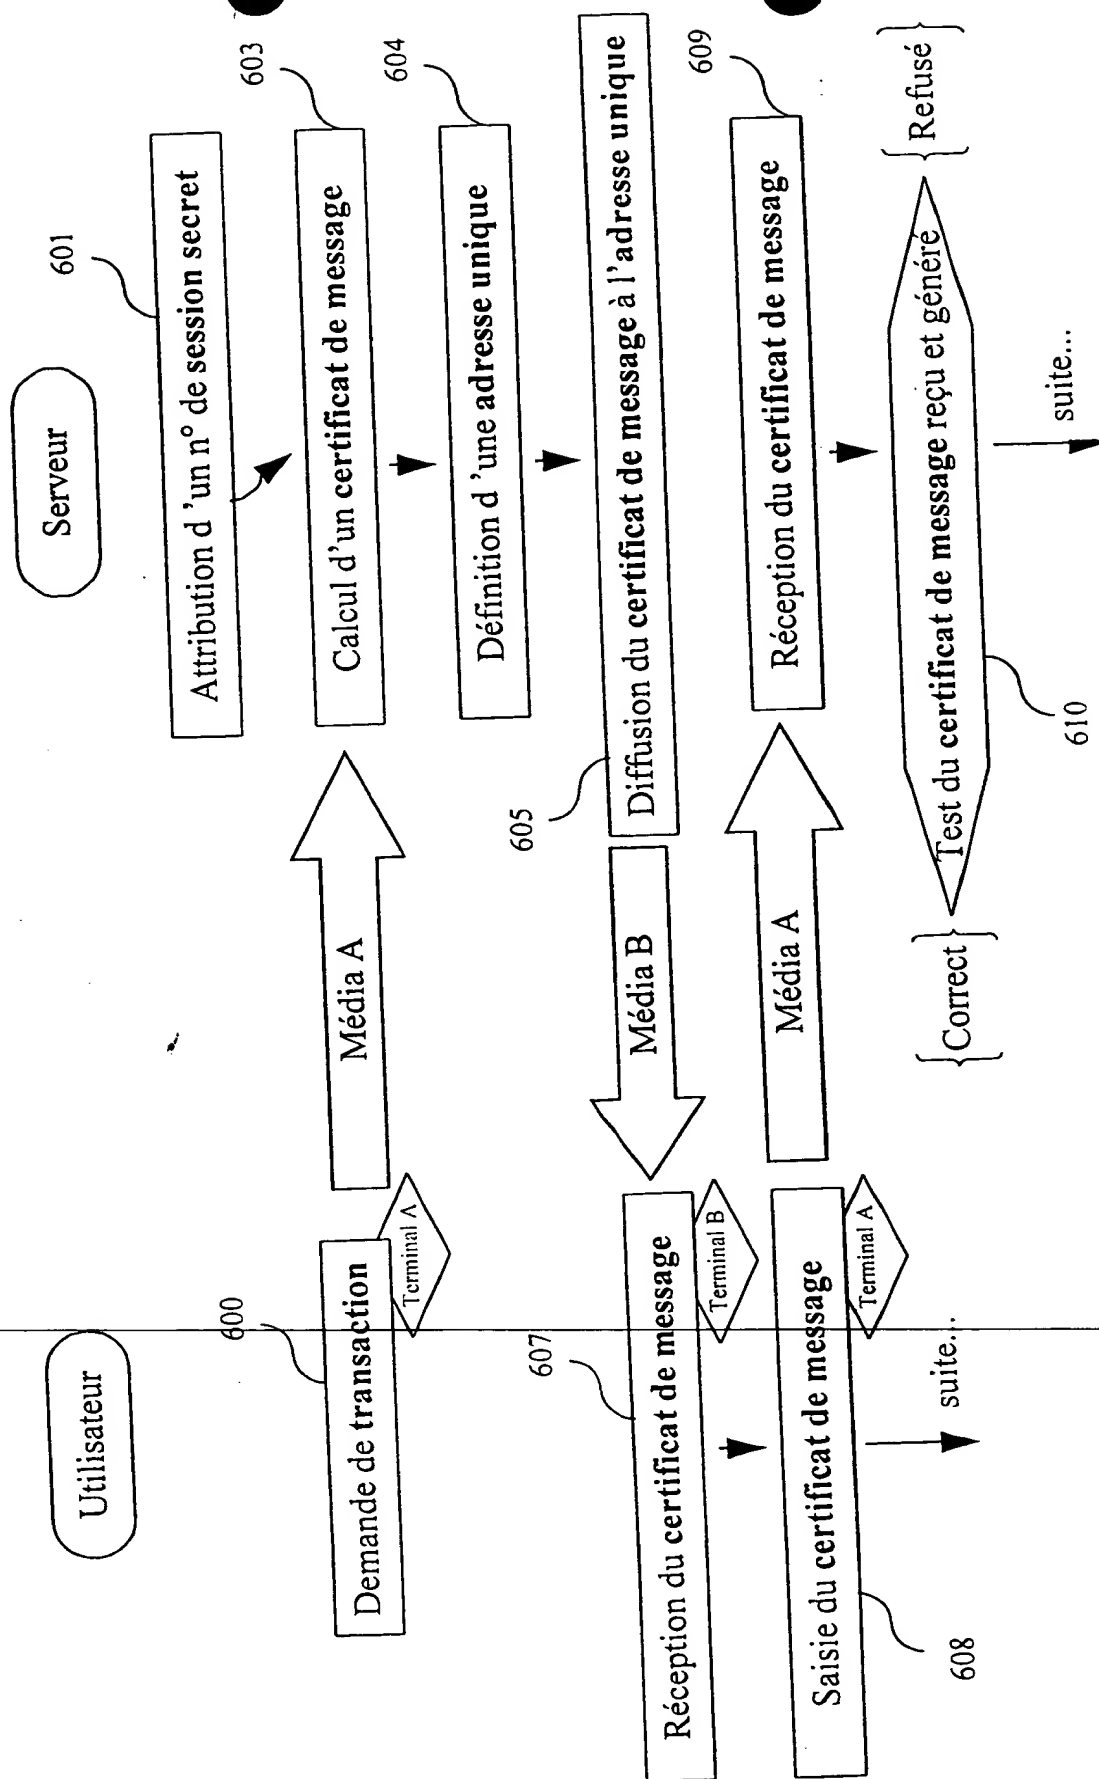 Utilisateur
Serveur
601
Attribution d 'un n° de session secret
600
Demande de transaction
Terminal A
Média A
603
Calcul d'un certificat de message
604
Définition d 'une adresse unique
605
Diffusion du certificat de message à l'adresse unique
Média B
607
Réception du certificat de message
Terminal B
608
Saisie du certificat de message
Terminal A
Média A
609
Réception du certificat de message
{Correct}
Test du certificat de message reçu et généré
{Refusé}
610
suite...
suite...